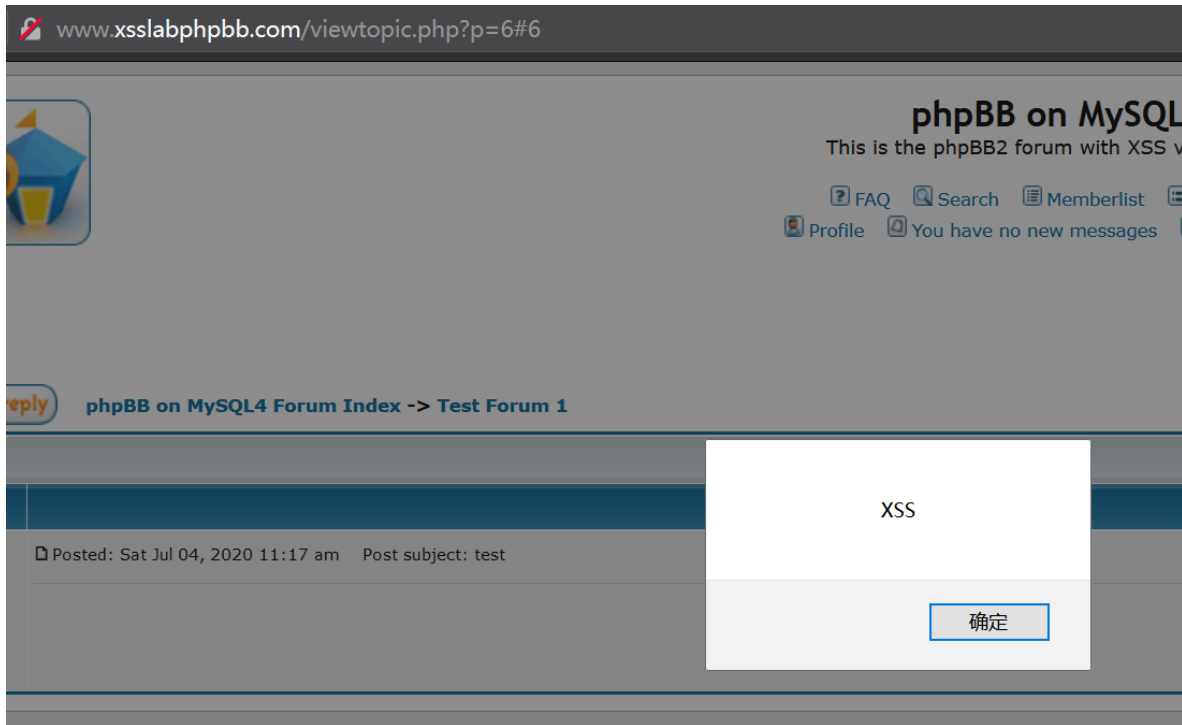 www.xsslabphpbb.com/viewtopic.php?p=6#6
phpBB on MySQL
This is the phpBB2 forum with XSS
FAQ Search Memberlist
Profile You have no new messages
reply phpBB on MySQL4 Forum Index -> Test Forum 1
XSS
Posted: Sat Jul 04, 2020 11:17 am Post subject: test
确定